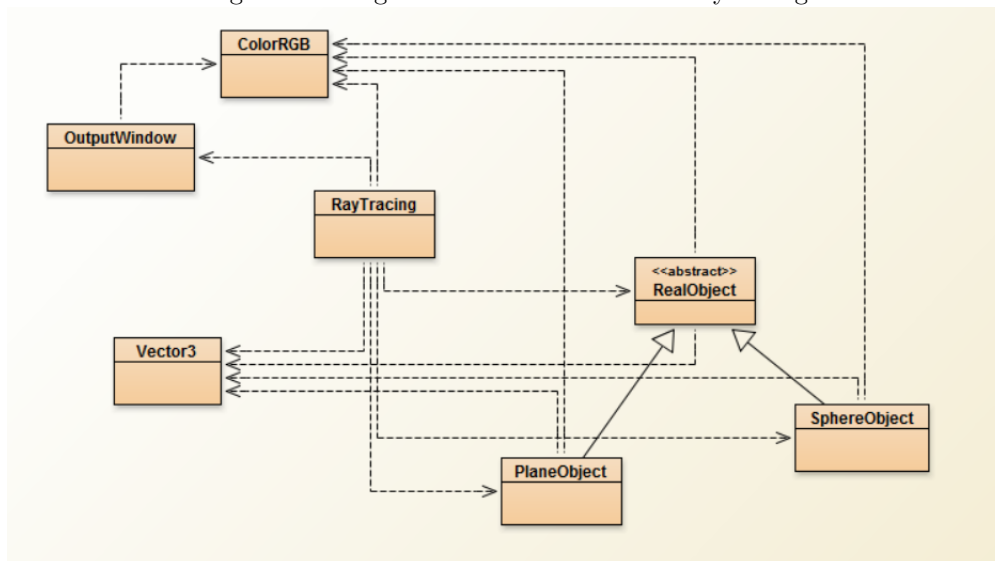 ColorRGB
OutputWindow
RayTracing
<<abstract>>
RealObject
Vector3
SphereObject
PlaneObject